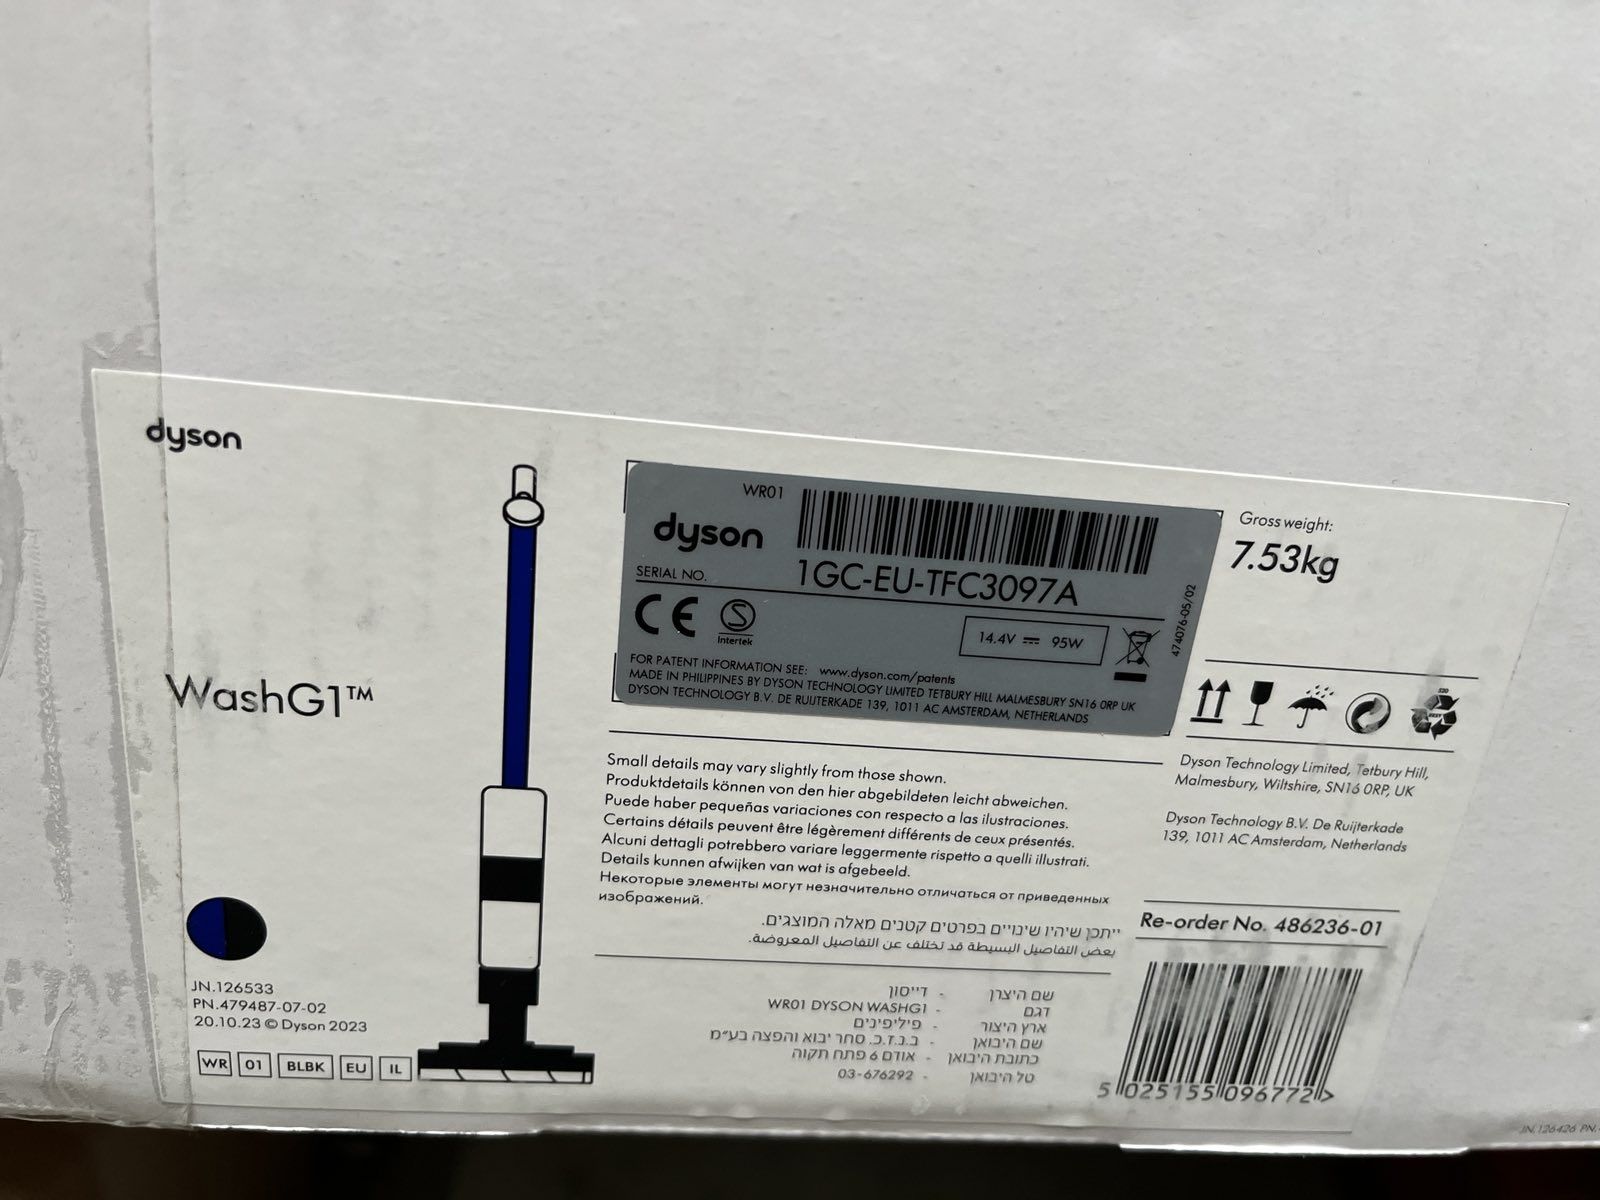 dyson
WashG1™
JN.126533
PN.479487-07-02
20.10.23 © Dyson 2023
WR 01 BLBK EU IL
WR01
dyson
SERIAL NO.
1GC-EU-TFC3097A
CE
S
Intertek
14.4V 95W
474076-05/02
FOR PATENT INFORMATION SEE: www.dyson.com/patents
MADE IN PHILIPPINES BY DYSON TECHNOLOGY LIMITED TETBURY HILL MALMESBURY SN16 0RP UK
DYSON TECHNOLOGY B.V. DE RUIJTERKADE 139, 1011 AC AMSTERDAM, NETHERLANDS
Gross weight:
7.53kg
Small details may vary slightly from those shown.
Produktdetails können von den hier abgebildeten leicht abweichen.
Puede haber pequeñas variaciones con respecto a las ilustraciones.
Certains détails peuvent être légèrement différents de ceux présentés.
Alcuni dettagli potrebbero variare leggermente rispetto a quelli illustrati.
Details kunnen afwijken van wat is afgebeeld.
Некоторые элементы могут незначительно отличаться от приведенных
изображений.
ייתכן שיהיו שינויים בפרטים קטנים מאלה המוצגים.
بعض التفاصيل البسيطة قد تختلف عن التفاصيل المعروضة.
שם היצרן - דייסון
דגם - WR01 DYSON WASHG1
ארץ היצור - פיליפינים
שם היבואן - ב.נ.ז.כ. סחר יבוא והפצה בע״מ
כתובת היבואן - אודם 6 פתח תקוה
טל היבואן - 03-676292
Dyson Technology Limited, Tetbury Hill,
Malmesbury, Wiltshire, SN16 0RP, UK
Dyson Technology B.V. De Ruijterkade
139, 1011 AC Amsterdam, Netherlands
Re-order No. 486236-01
5 025155 096772 >
JN.126426 PN.